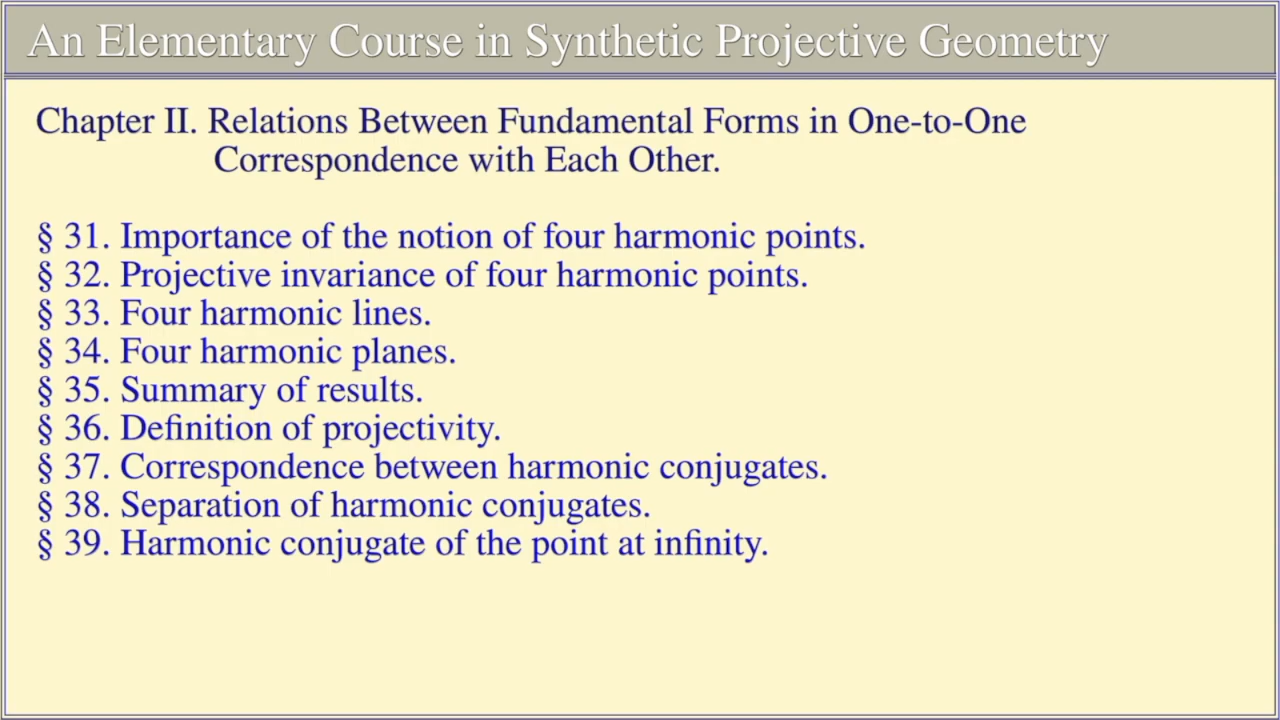 An Elementary Course in Synthetic Projective Geometry
Chapter II. Relations Between Fundamental Forms in One-to-One
Correspondence with Each Other.
§ 31. Importance of the notion of four harmonic points.
§ 32. Projective invariance of four harmonic points.
§ 33. Four harmonic lines.
§ 34. Four harmonic planes.
§ 35. Summary of results.
§ 36. Definition of projectivity.
§ 37. Correspondence between harmonic conjugates.
§ 38. Separation of harmonic conjugates.
§ 39. Harmonic conjugate of the point at infinity.